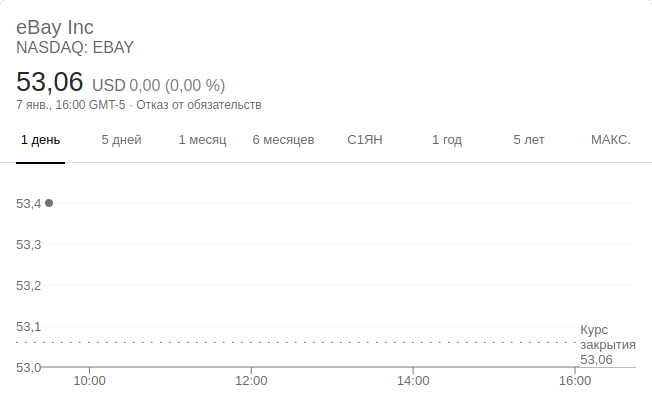 eBay Inc
NASDAQ: EBAY
53,06 USD 0,00 (0,00 %)
7 янв., 16:00 GMT-5 · Отказ от обязательств
1 день 5 дней 1 месяц 6 месяцев С1ЯН 1 год 5 лет МАКС.
53,4
53,3
53,2
53,1
Курс
закрытия
53,06
53,0
10:00 12:00 14:00 16:00